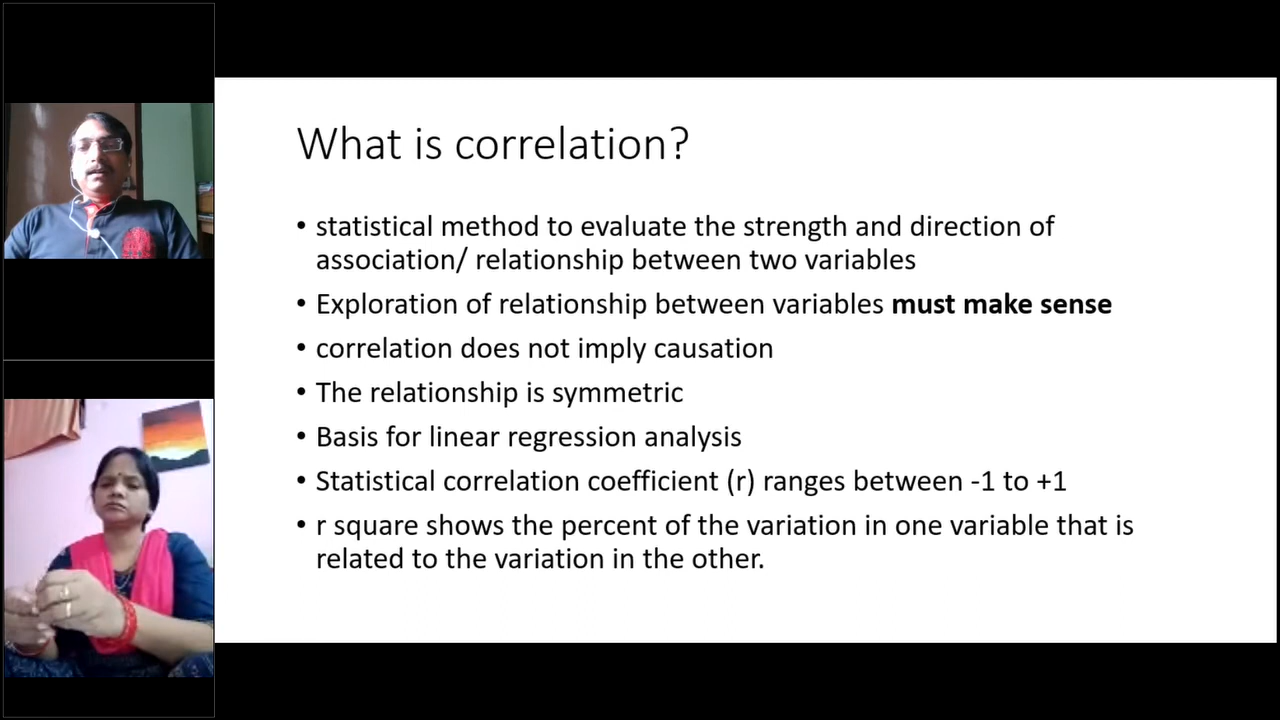 What is correlation?
• statistical method to evaluate the strength and direction of
association/ relationship between two variables
• Exploration of relationship between variables must make sense
• correlation does not imply causation
• The relationship is symmetric
• Basis for linear regression analysis
• Statistical correlation coefficient (r) ranges between -1 to +1
• r square shows the percent of the variation in one variable that is
related to the variation in the other.